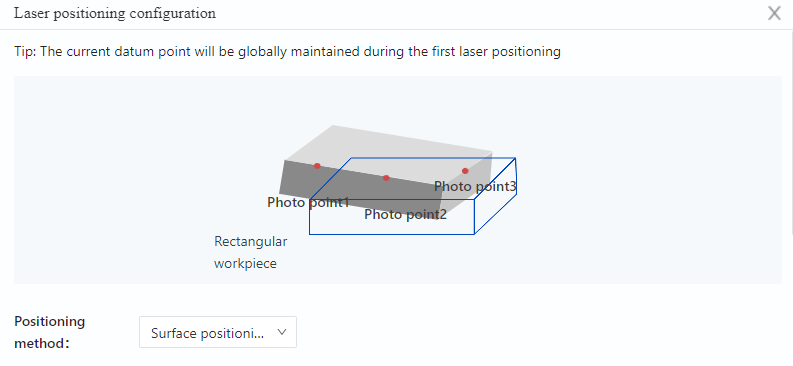 Laser positioning configuration
Tip: The current datum point will be globally maintained during the first laser positioning
Photo point3
Photo point1
Photo point2
Rectangular
workpiece
Positioning
method:
Surface positioni...